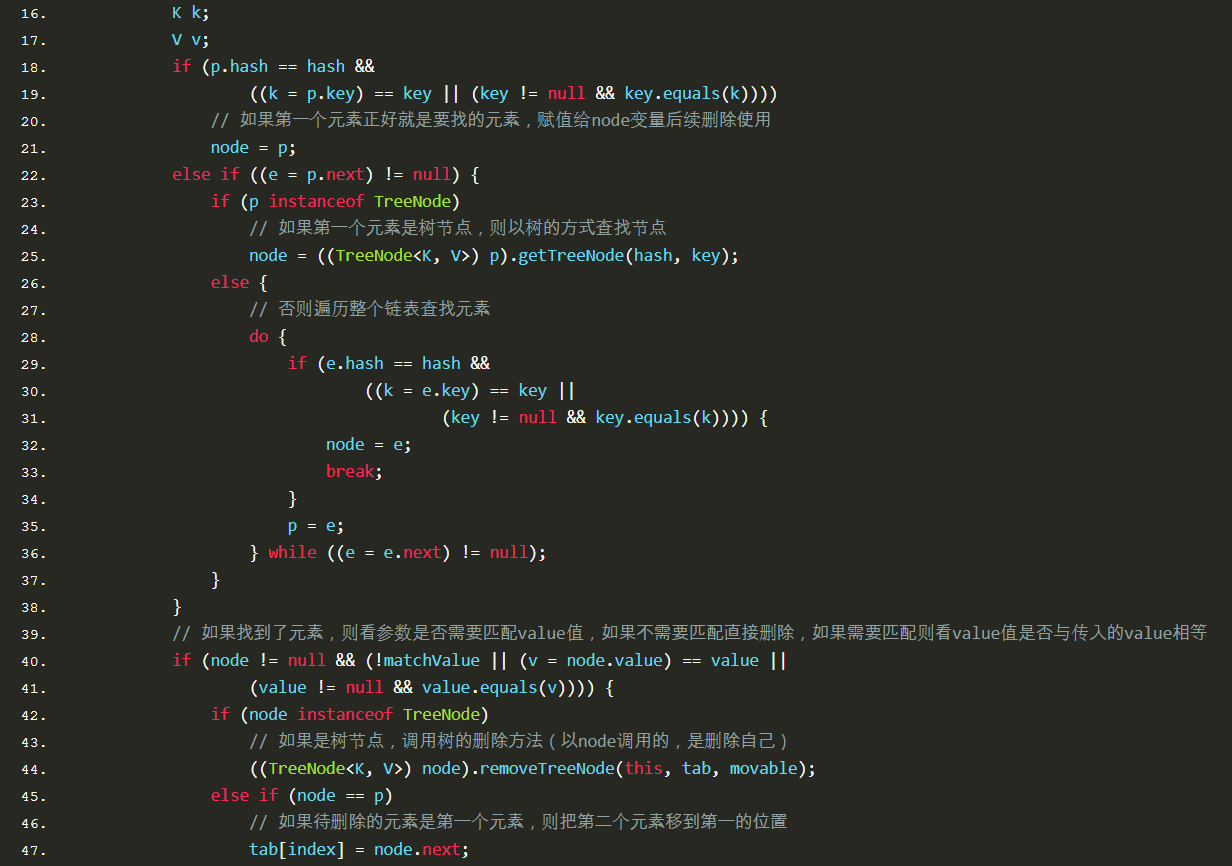 16. K k;
17. V v;
18. if (p.hash == hash &&
19. ((k = p.key) == key || (key != null && key.equals(k))))
20. // 如果第一个元素正好就是要找的元素，赋值给node变量后续删除使用
21. node = p;
22. else if ((e = p.next) != null) {
23. if (p instanceof TreeNode)
24. // 如果第一个元素是树节点，则以树的方式查找节点
25. node = ((TreeNode<K, V>) p).getTreeNode(hash, key);
26. else {
27. // 否则遍历整个链表查找元素
28. do {
29. if (e.hash == hash &&
30. ((k = e.key) == key ||
31. (key != null && key.equals(k)))) {
32. node = e;
33. break;
34. }
35. p = e;
36. } while ((e = e.next) != null);
37. }
38. }
39. // 如果找到了元素，则看参数是否需要匹配value值，如果不需要匹配直接删除，如果需要匹配则看value值是否与传入的value相等
40. if (node != null && (!matchValue || (v = node.value) == value ||
41. (value != null && value.equals(v)))) {
42. if (node instanceof TreeNode)
43. // 如果是树节点，调用树的删除方法（以node调用的，是删除自己）
44. ((TreeNode<K, V>) node).removeTreeNode(this, tab, movable);
45. else if (node == p)
46. // 如果待删除的元素是第一个元素，则把第二个元素移到第一的位置
47. tab[index] = node.next;